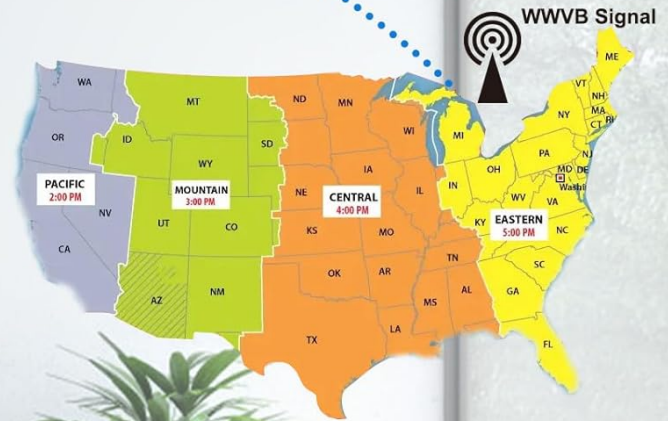 WWVB Signal
ME
WA
VT
NH
MT
ND
MN
MA
NY
CT
RI
OR
ID
WI
MI
SD
PA
NJ
WY
IA
OH
MD
DE
PACIFIC
2:00 PM
MOUNTAIN
3:00 PM
NE
CENTRAL
4:00 PM
IL
IN
Washi
WV
VA
NV
UT
CO
KS
MO
KY
EASTERN
5:00 PM
NC
CA
TN
SC
OK
AR
AZ
NM
MS
AL
GA
TX
LA
FL